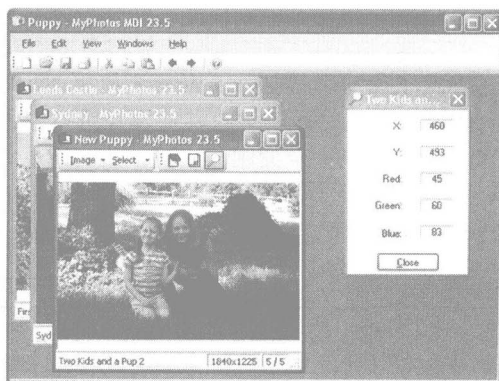 Puppy - MyPhotos MDI 23.5
File Edit View Windows Help
Leeds Castle - MyPhotos 23.5
Sydney - MyPhotos 23.5
New Puppy - MyPhotos 23.5
Image Select
Two Kids and a Pup 2 1840x1225 5 / 5
Firs
Syd
Two Kids an...
X: 460
Y: 493
Red: 45
Green: 60
Blue: 83
Close